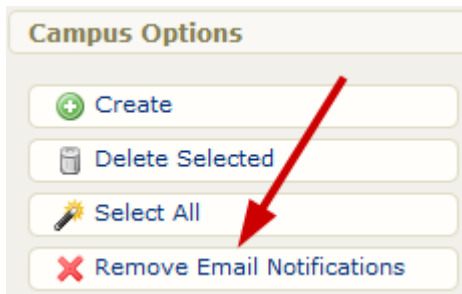 Campus Options
Create
Delete Selected
Select All
Remove Email Notifications